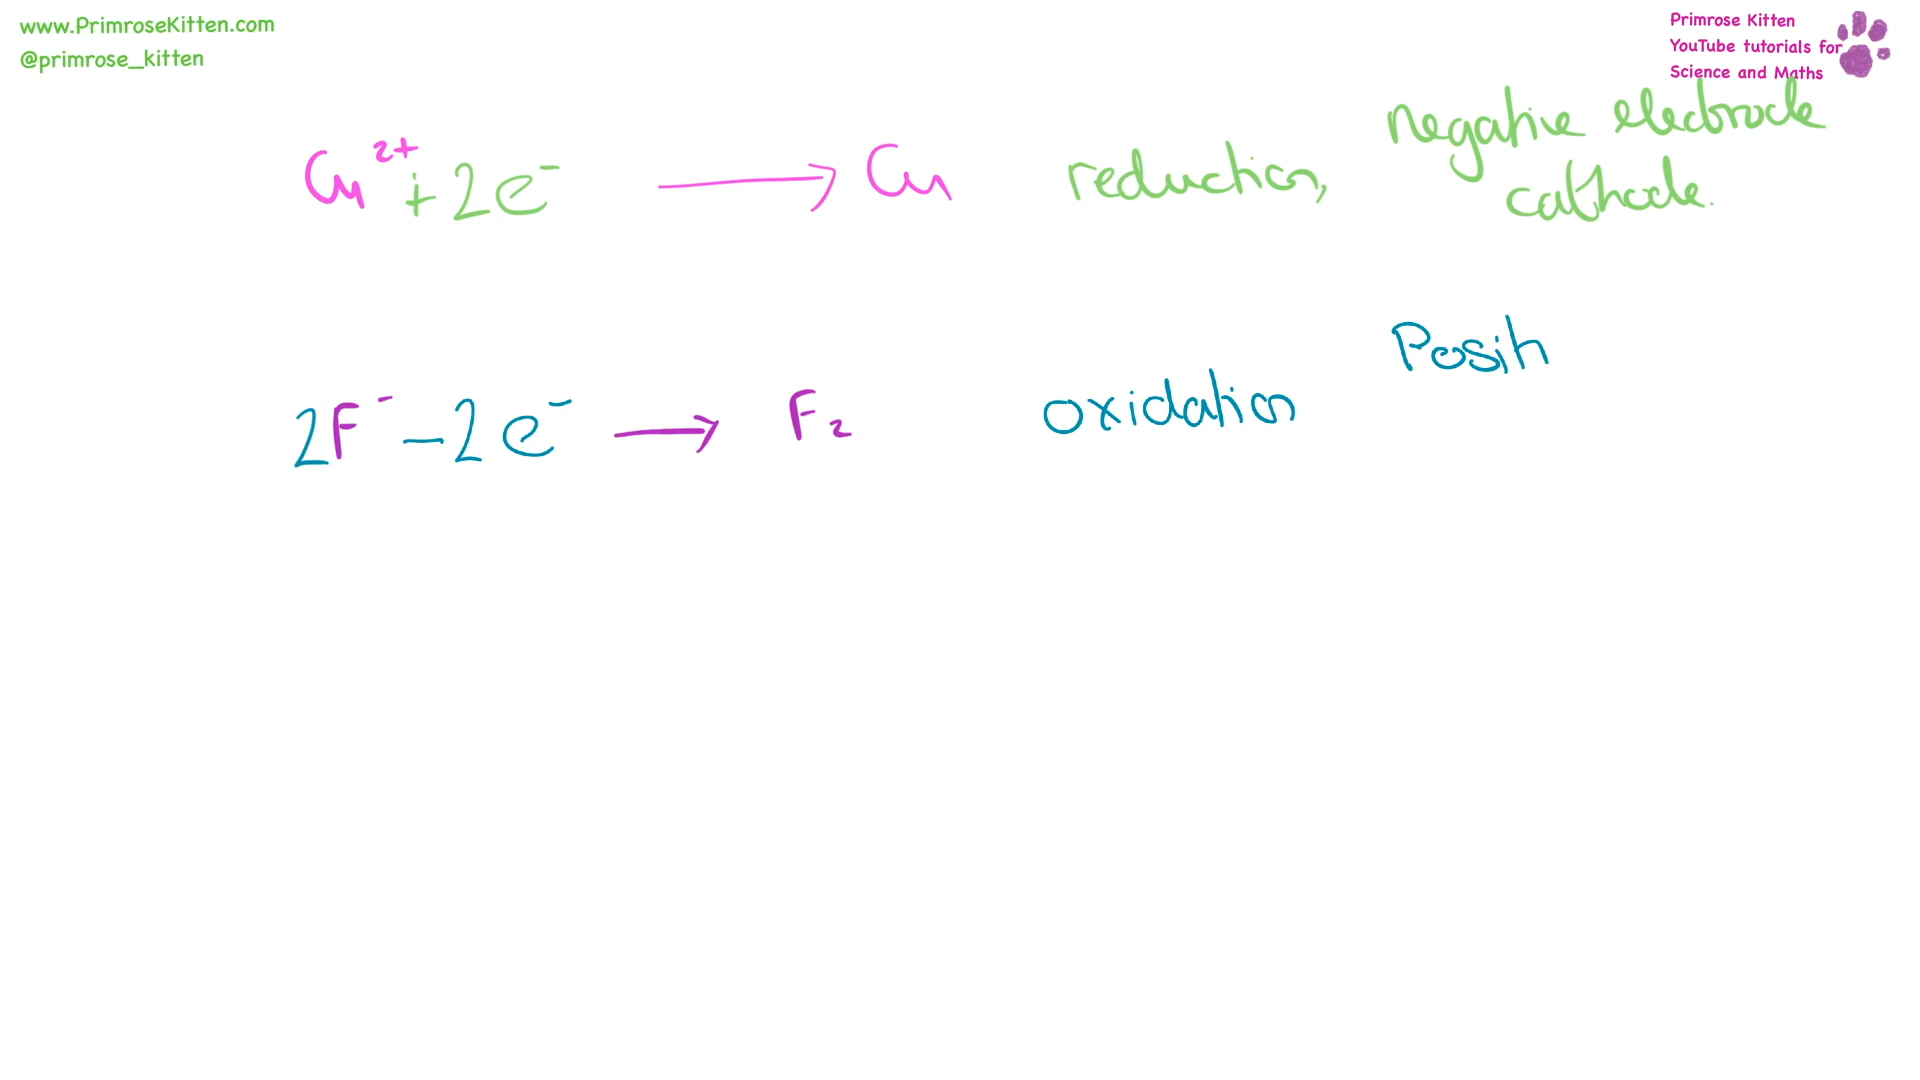 www.PrimroseKitten.com
@primrose_kitten
Primrose Kitten
YouTube tutorials for
Science and Maths
Cu²⁺ + 2e⁻ ⟶ Cu reduction,
negative electrode
cathode.
2F⁻ – 2e⁻ ⟶ F₂ oxidation
Positi